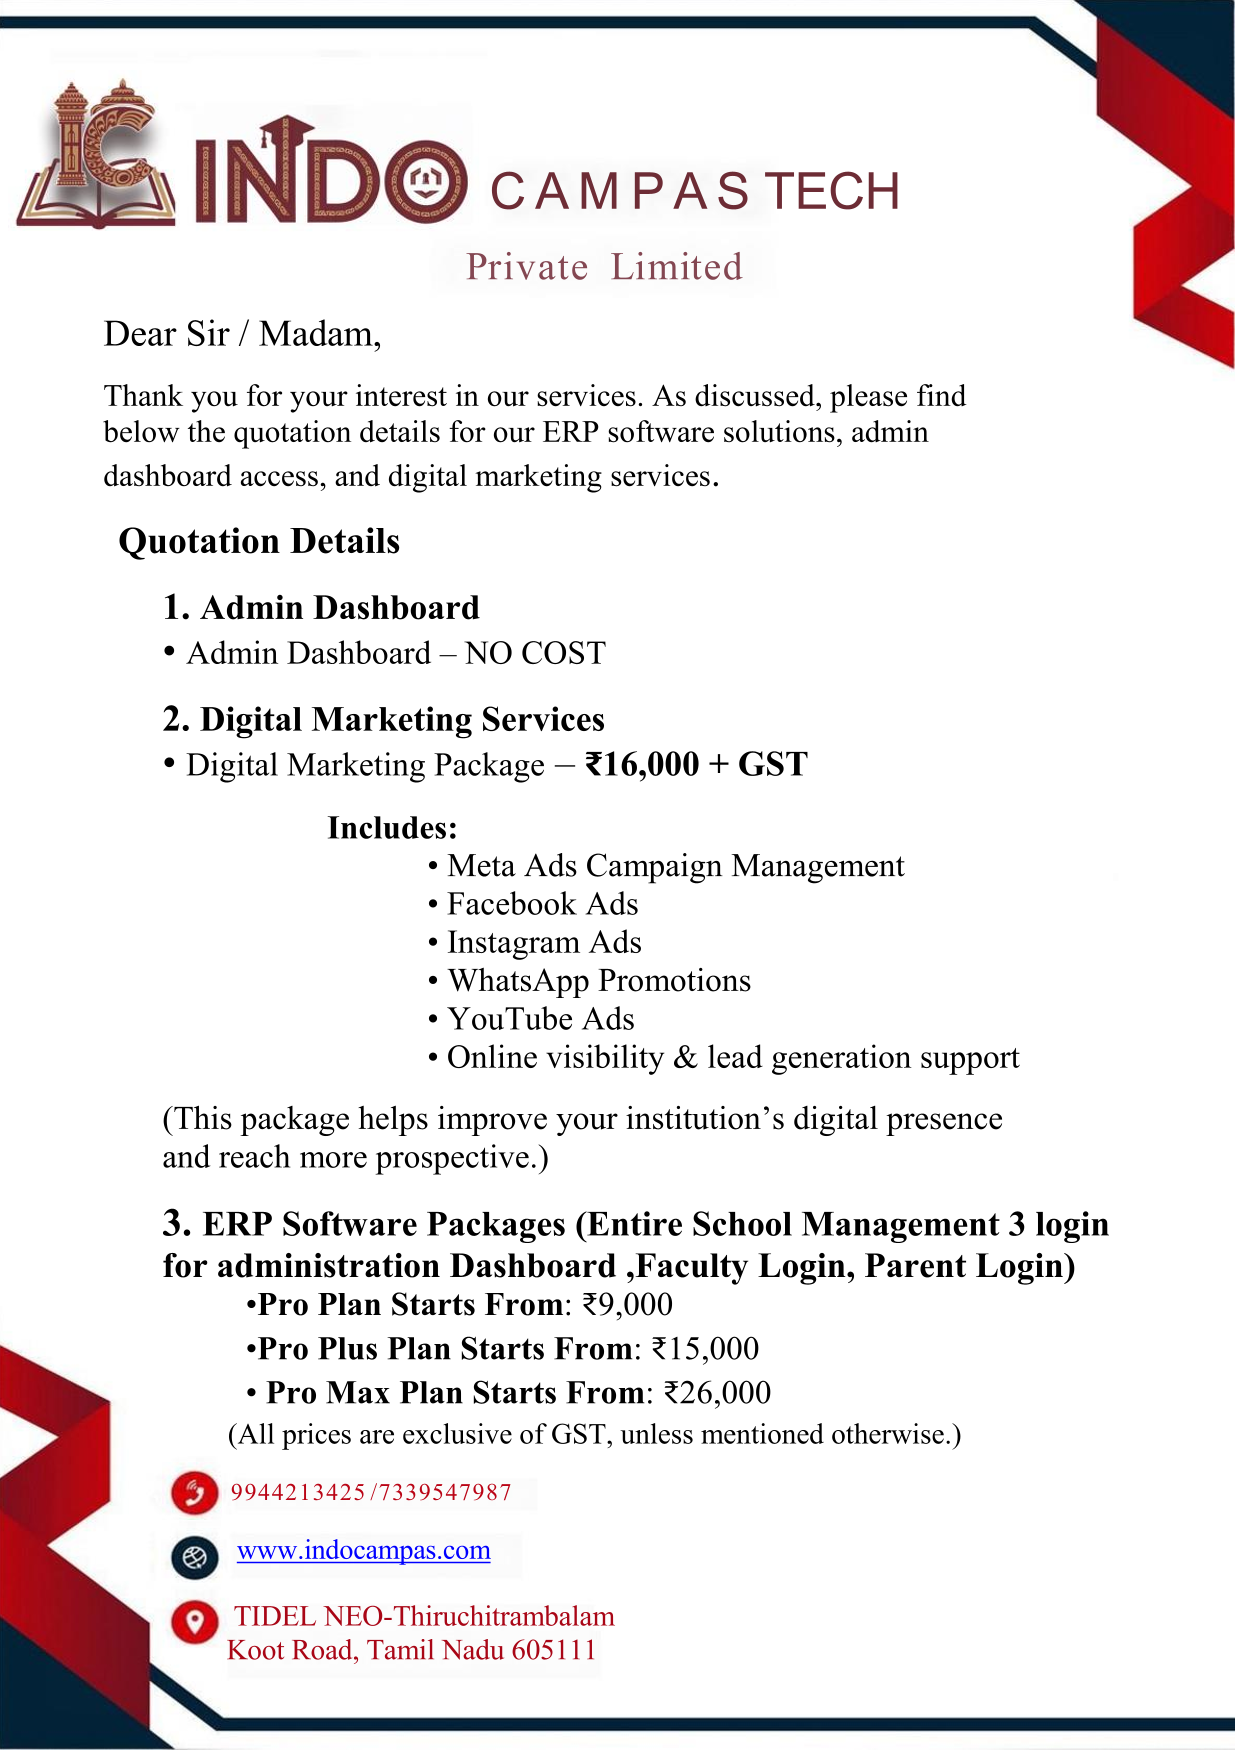 IC INDO CAMPAS TECH
Private Limited
Dear Sir / Madam,
Thank you for your interest in our services. As discussed, please find
below the quotation details for our ERP software solutions, admin
dashboard access, and digital marketing services.
Quotation Details
1. Admin Dashboard
• Admin Dashboard – NO COST
2. Digital Marketing Services
• Digital Marketing Package – ₹16,000 + GST
Includes:
• Meta Ads Campaign Management
• Facebook Ads
• Instagram Ads
• WhatsApp Promotions
• YouTube Ads
• Online visibility & lead generation support
(This package helps improve your institution’s digital presence
and reach more prospective.)
3. ERP Software Packages (Entire School Management 3 login
for administration Dashboard ,Faculty Login, Parent Login)
•Pro Plan Starts From: ₹9,000
•Pro Plus Plan Starts From: ₹15,000
• Pro Max Plan Starts From: ₹26,000
(All prices are exclusive of GST, unless mentioned otherwise.)
9944213425 /7339547987
www.indocampas.com
TIDEL NEO-Thiruchitrambalam
Koot Road, Tamil Nadu 605111